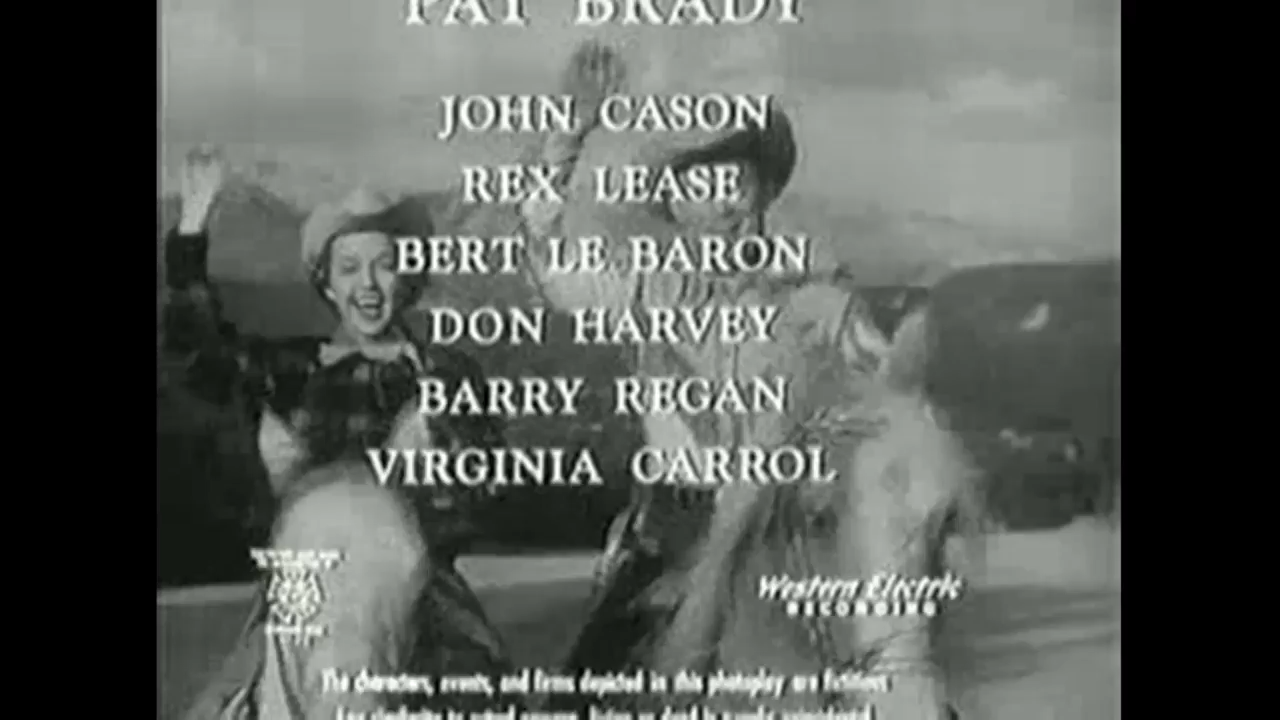 PAT BRADY
JOHN CASON
REX LEASE
BERT LE BARON
DON HARVEY
BARRY REGAN
VIRGINIA CARROL
Western Electric
RECORDING
The characters, events, and firms depicted in this photoplay are fictitious